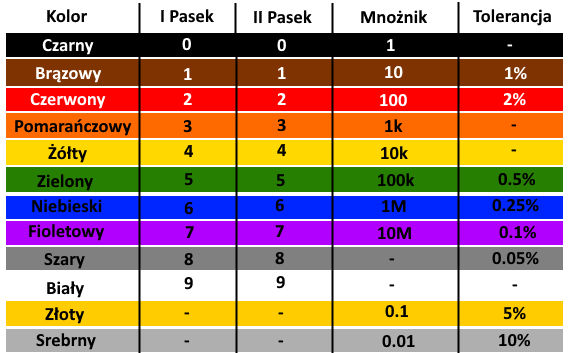 Kolor I Pasek II Pasek Mnożnik Tolerancja
Czarny 0 0 1 -
Brązowy 1 1 10 1%
Czerwony 2 2 100 2%
Pomarańczowy 3 3 1k -
Żółty 4 4 10k -
Zielony 5 5 100k 0.5%
Niebieski 6 6 1M 0.25%
Fioletowy 7 7 10M 0.1%
Szary 8 8 - 0.05%
Biały 9 9 - -
Złoty - - 0.1 5%
Srebrny - - 0.01 10%